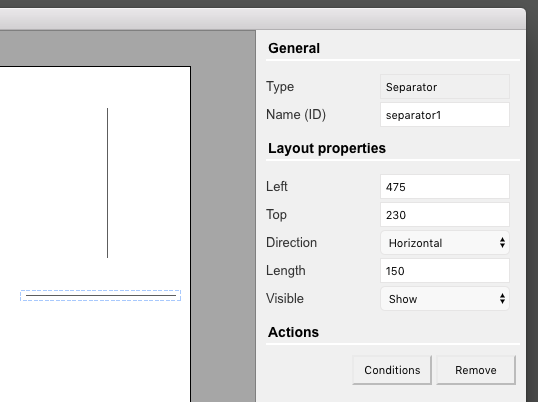 General
Type Separator
Name (ID) separator1
Layout properties
Left 475
Top 230
Direction Horizontal
Length 150
Visible Show
Actions
Conditions Remove